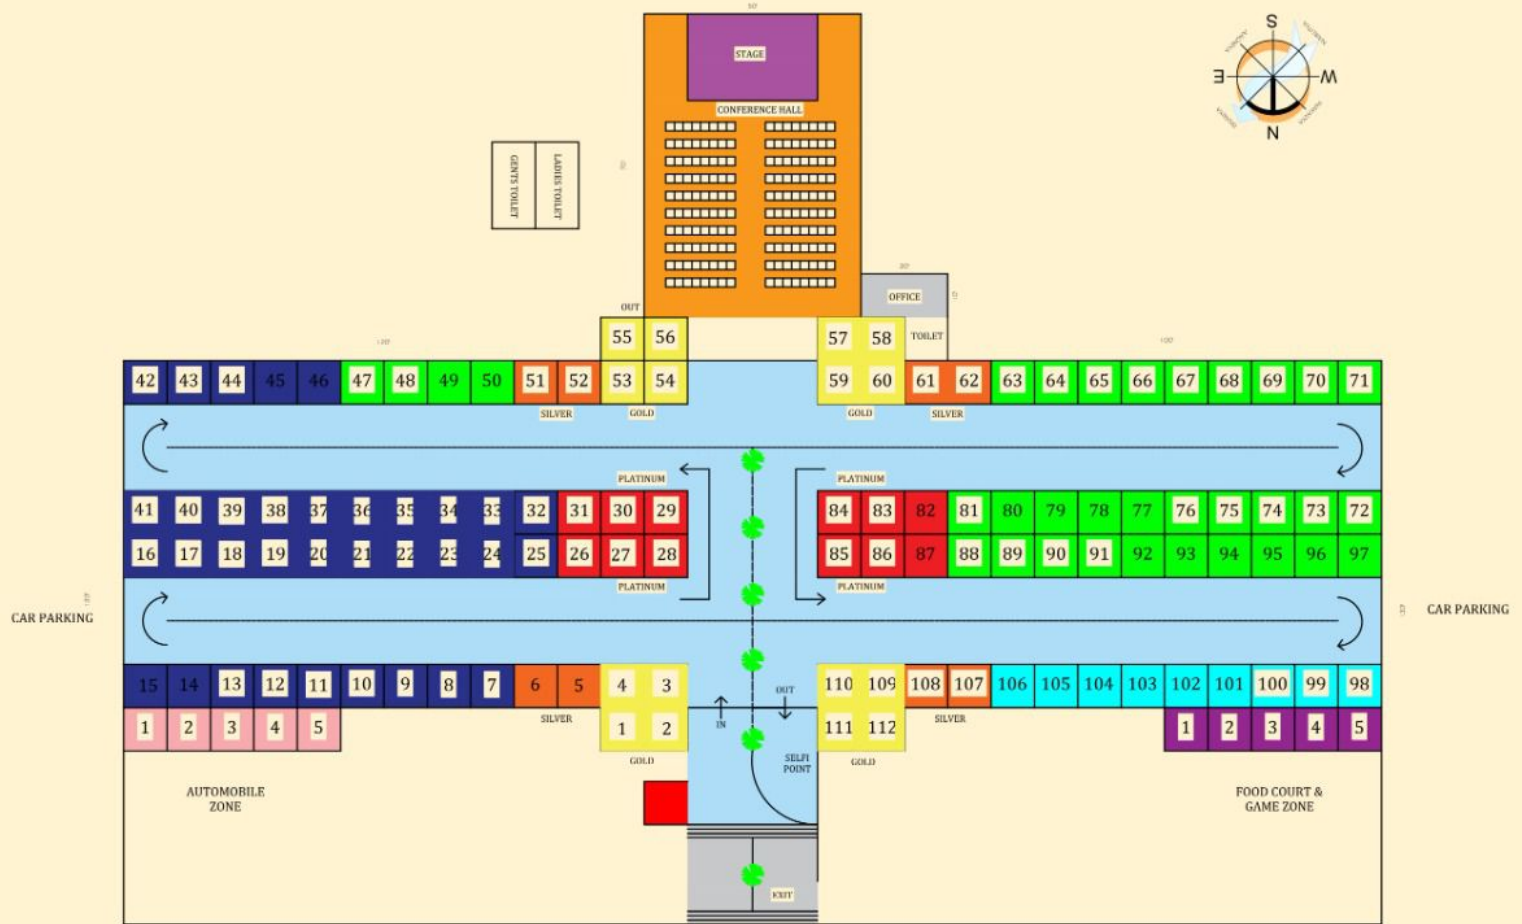 50'
S
E
W
N
STAGE
CONFERENCE HALL
70'
GENTS TOILET
LADIES TOILET
20'
OFFICE
10'
OUT
55 56
57 58
TOILET
120'
100'
42 43 44 45 46 47 48 49 50 51 52 53 54
59 60 61 62 63 64 65 66 67 68 69 70 71
SILVER
GOLD
GOLD
SILVER
PLATINUM
PLATINUM
41 40 39 38 37 36 35 34 33 32 31 30 29
84 83 82 81 80 79 78 77 76 75 74 73 72
16 17 18 19 20 21 22 23 24 25 26 27 28
85 86 87 88 89 90 91 92 93 94 95 96 97
PLATINUM
PLATINUM
CAR PARKING
CAR PARKING
15 14 13 12 11 10 9 8 7 6 5 4 3
110 109 108 107 106 105 104 103 102 101 100 99 98
OUT
IN
1 2 3 4 5
SILVER
1 2
111 112
SILVER
1 2 3 4 5
GOLD
GOLD
SELFI
POINT
AUTOMOBILE
ZONE
FOOD COURT &
GAME ZONE
EXIT